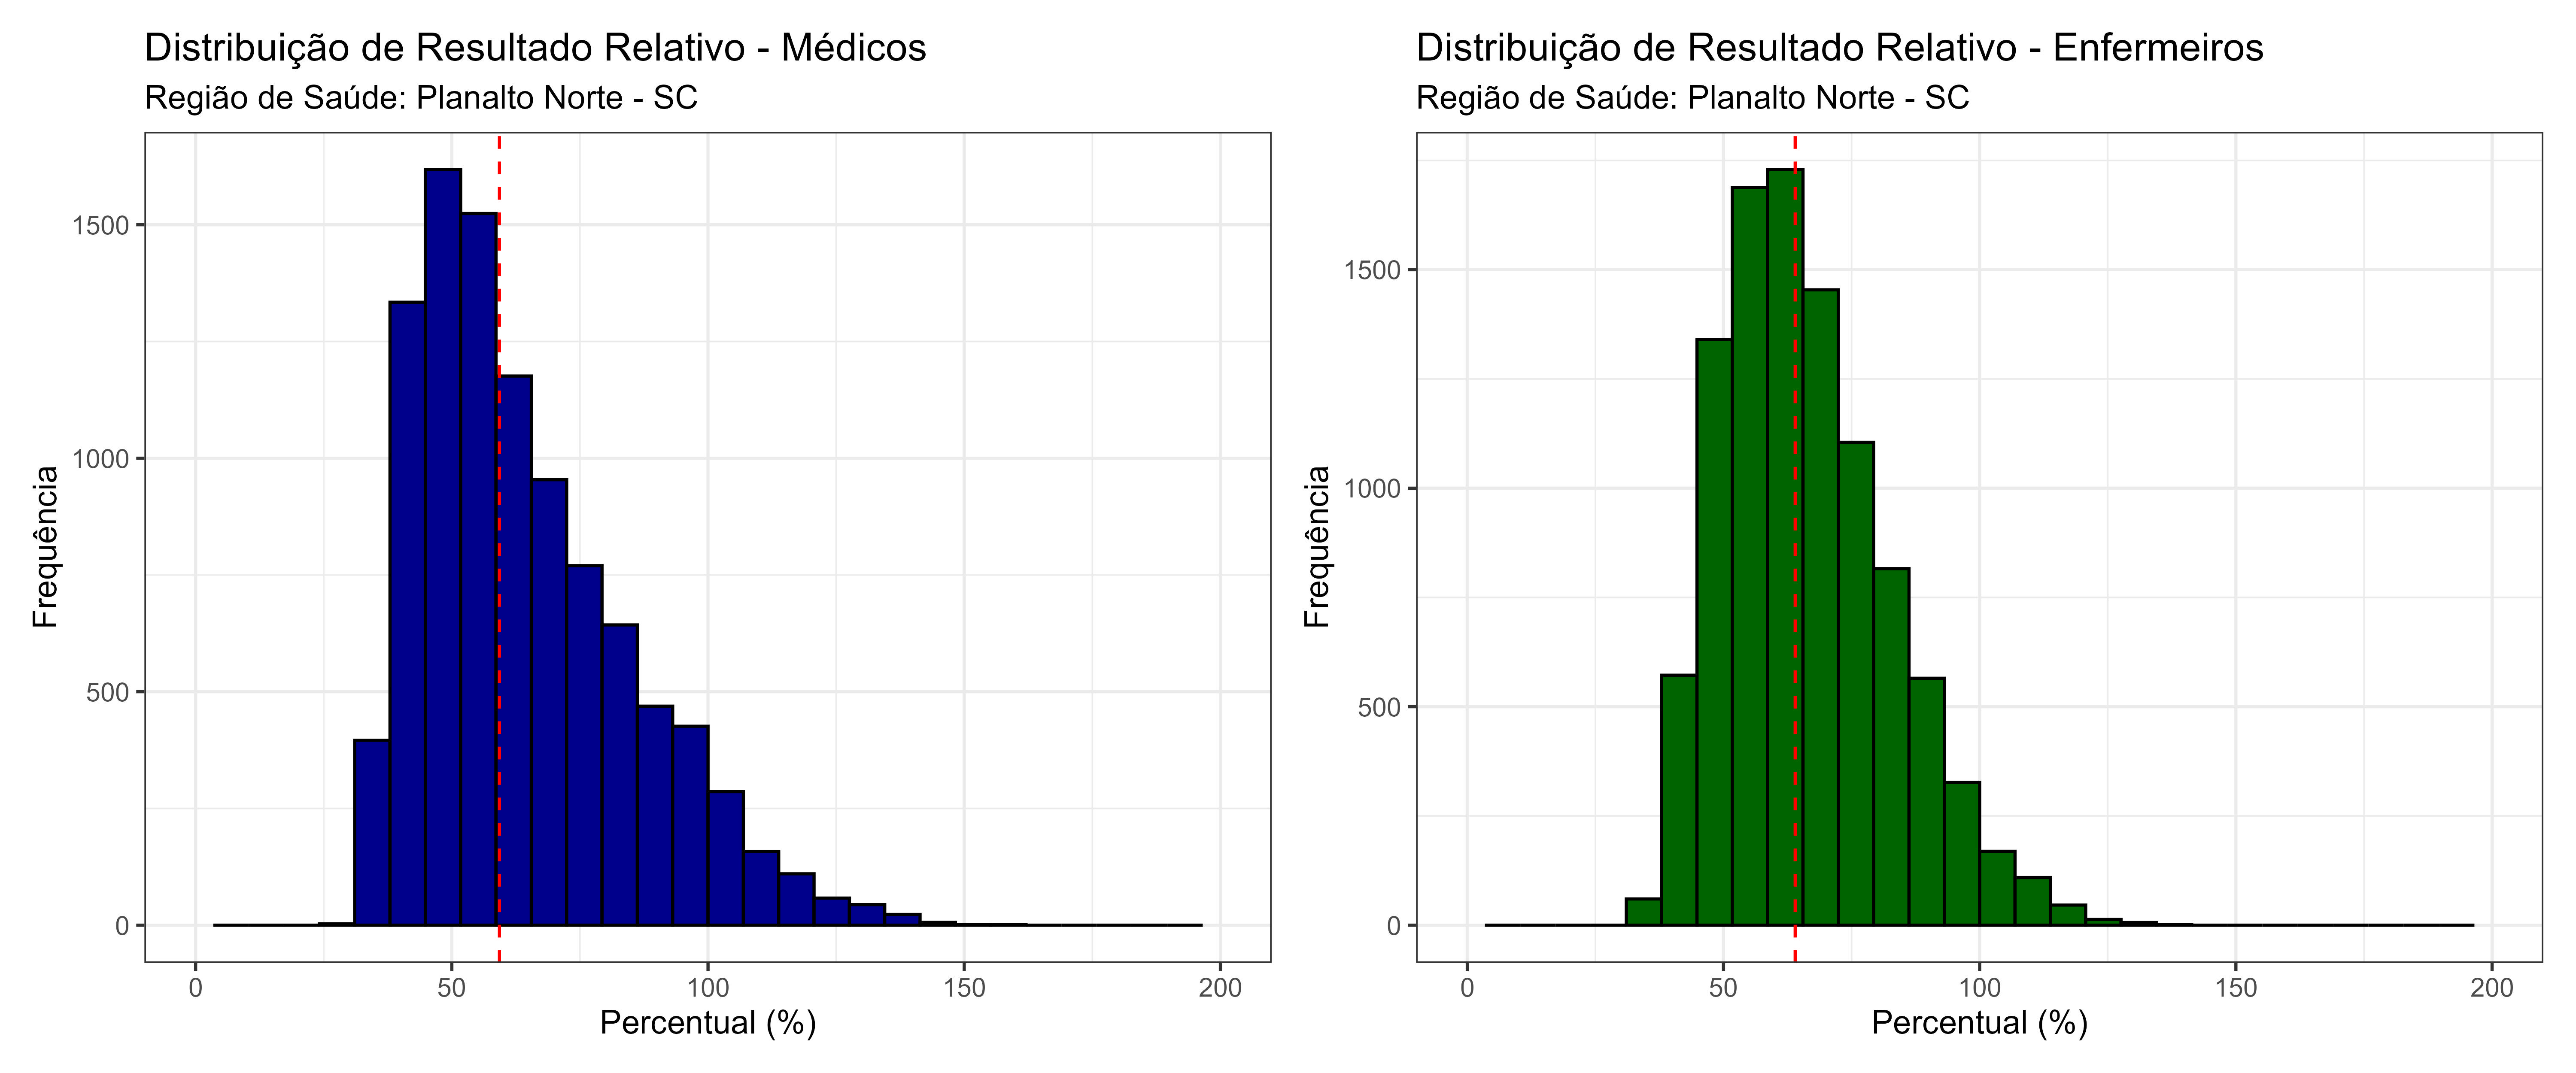 Distribuição de Resultado Relativo - Médicos
Região de Saúde: Planalto Norte - SC
Frequência
1500
1000
500
0
0 50 100 150 200
Percentual (%)
Distribuição de Resultado Relativo - Enfermeiros
Região de Saúde: Planalto Norte - SC
Frequência
1500
1000
500
0
0 50 100 150 200
Percentual (%)